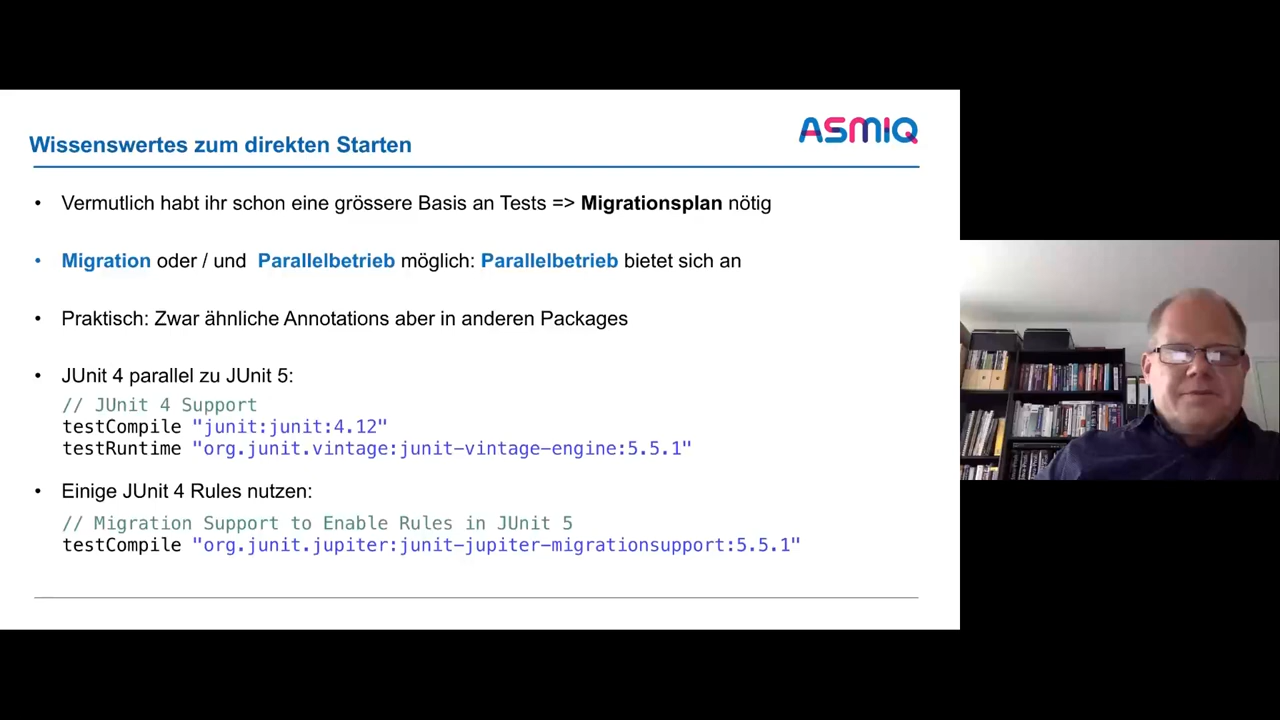 ASMIQ
Wissenswertes zum direkten Starten
• Vermutlich habt ihr schon eine grössere Basis an Tests => Migrationsplan nötig
• Migration oder / und Parallelbetrieb möglich: Parallelbetrieb bietet sich an
• Praktisch: Zwar ähnliche Annotations aber in anderen Packages
• JUnit 4 parallel zu JUnit 5:
// JUnit 4 Support
testCompile "junit:junit:4.12"
testRuntime "org.junit.vintage:junit-vintage-engine:5.5.1"
• Einige JUnit 4 Rules nutzen:
// Migration Support to Enable Rules in JUnit 5
testCompile "org.junit.jupiter:junit-jupiter-migrationsupport:5.5.1"